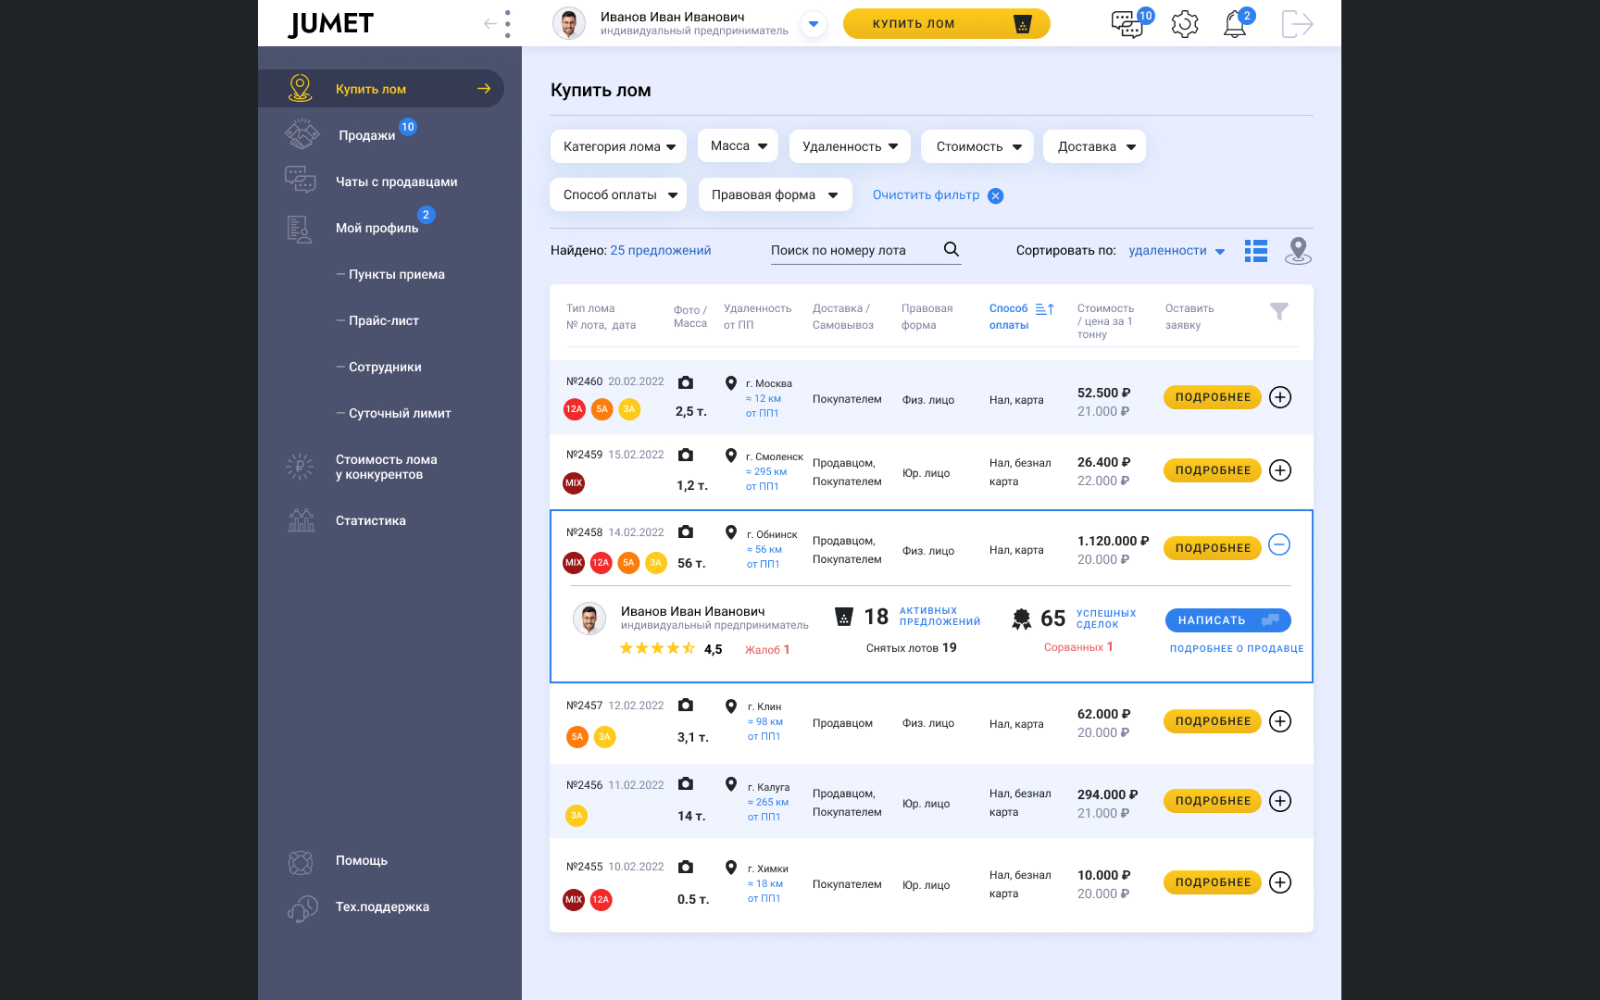 JUMET
Иванов Иван Иванович
индивидуальный предприниматель
КУПИТЬ ЛОМ
10
2
Купить лом
Продажи 10
Чаты с продавцами
Мой профиль 2
– Пункты приема
– Прайс-лист
– Сотрудники
– Суточный лимит
Стоимость лома
у конкурентов
Статистика
Помощь
Тех.поддержка
Купить лом
Категория лома
Масса
Удаленность
Стоимость
Доставка
Способ оплаты
Правовая форма
Очистить фильтр
Найдено: 25 предложений
Поиск по номеру лота
Сортировать по: удаленности
Тип лома
№ лота, дата
Фото /
Масса
Удаленность
от ПП
Доставка /
Самовывоз
Правовая
форма
Способ
оплаты
Стоимость
/ цена за 1
тонну
Оставить
заявку
№2460 20.02.2022
12A 5A 3A
2,5 т.
г. Москва
≈ 12 км
от ПП1
Покупателем
Физ. лицо
Нал, карта
52.500 ₽
21.000 ₽
ПОДРОБНЕЕ
№2459 15.02.2022
MIX
1,2 т.
г. Смоленск
≈ 295 км
от ПП1
Продавцом,
Покупателем
Юр. лицо
Нал, безнал
карта
26.400 ₽
22.000 ₽
ПОДРОБНЕЕ
№2458 14.02.2022
MIX 12A 5A 3A
56 т.
г. Обнинск
≈ 56 км
от ПП1
Продавцом,
Покупателем
Физ. лицо
Нал, карта
1.120.000 ₽
20.000 ₽
ПОДРОБНЕЕ
Иванов Иван Иванович
индивидуальный предприниматель
4,5
Жалоб 1
18 АКТИВНЫХ
ПРЕДЛОЖЕНИЙ
Снятых лотов 19
65 УСПЕШНЫХ
СДЕЛОК
Сорванных 1
НАПИСАТЬ
ПОДРОБНЕЕ О ПРОДАВЦЕ
№2457 12.02.2022
5A 3A
3,1 т.
г. Клин
≈ 98 км
от ПП1
Продавцом
Физ. лицо
Нал, карта
62.000 ₽
20.000 ₽
ПОДРОБНЕЕ
№2456 11.02.2022
3A
14 т.
г. Калуга
≈ 265 км
от ПП1
Продавцом,
Покупателем
Юр. лицо
Нал, безнал
карта
294.000 ₽
21.000 ₽
ПОДРОБНЕЕ
№2455 10.02.2022
MIX 12A
0.5 т.
г. Химки
≈ 18 км
от ПП1
Покупателем
Юр. лицо
Нал, безнал
карта
10.000 ₽
20.000 ₽
ПОДРОБНЕЕ